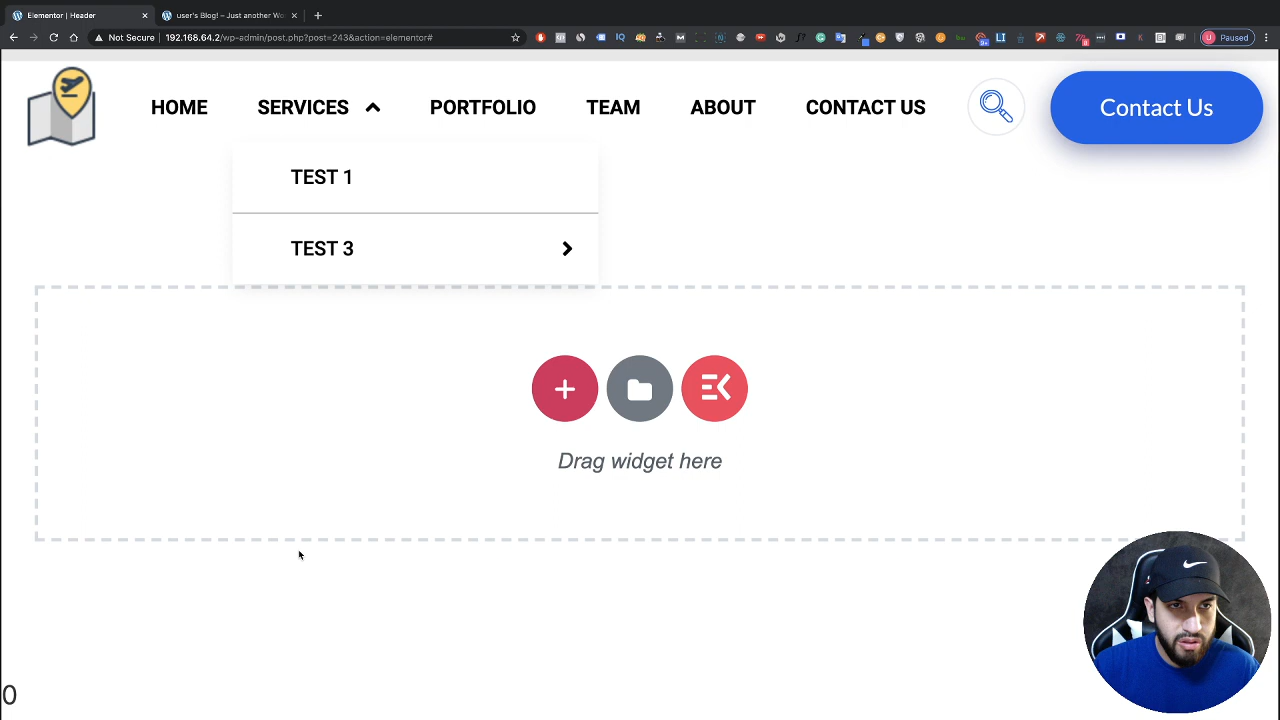 Elementor | Header
user's Blog! – Just another Wo
Not Secure
192.168.64.2/wp-admin/post.php?post=243&action=elementor#
Paused
HOME
SERVICES
PORTFOLIO
TEAM
ABOUT
CONTACT US
Contact Us
TEST 1
TEST 3
Drag widget here
0